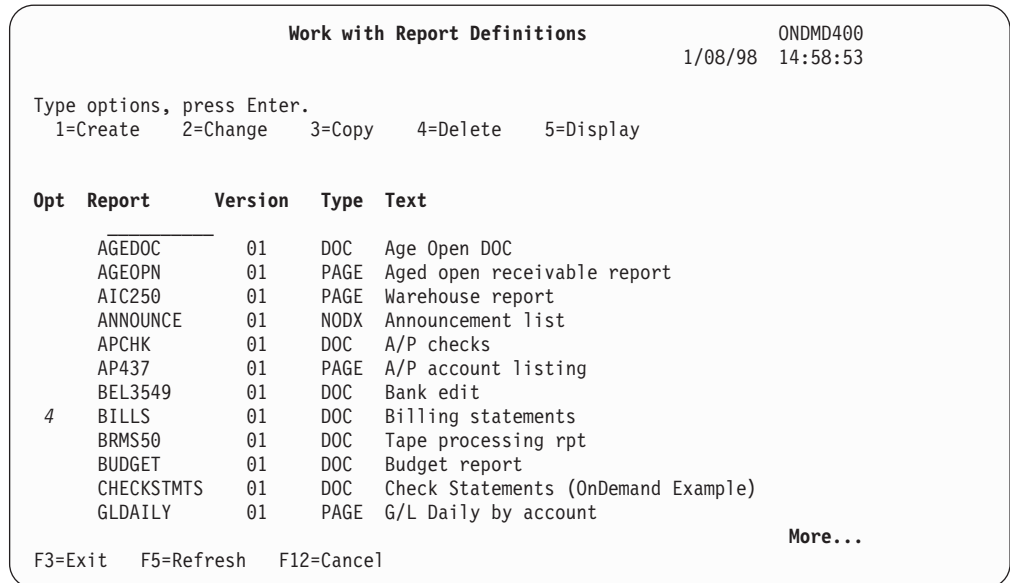 Work with Report Definitions ONDMD400
1/08/98 14:58:53
Type options, press Enter.
1=Create 2=Change 3=Copy 4=Delete 5=Display
Opt Report Version Type Text
__________
AGEDOC 01 DOC Age Open DOC
AGEOPN 01 PAGE Aged open receivable report
AIC250 01 PAGE Warehouse report
ANNOUNCE 01 NODX Announcement list
APCHK 01 DOC A/P checks
AP437 01 PAGE A/P account listing
BEL3549 01 DOC Bank edit
4 BILLS 01 DOC Billing statements
BRMS50 01 DOC Tape processing rpt
BUDGET 01 DOC Budget report
CHECKSTMTS 01 DOC Check Statements (OnDemand Example)
GLDAILY 01 PAGE G/L Daily by account
More...
F3=Exit F5=Refresh F12=Cancel